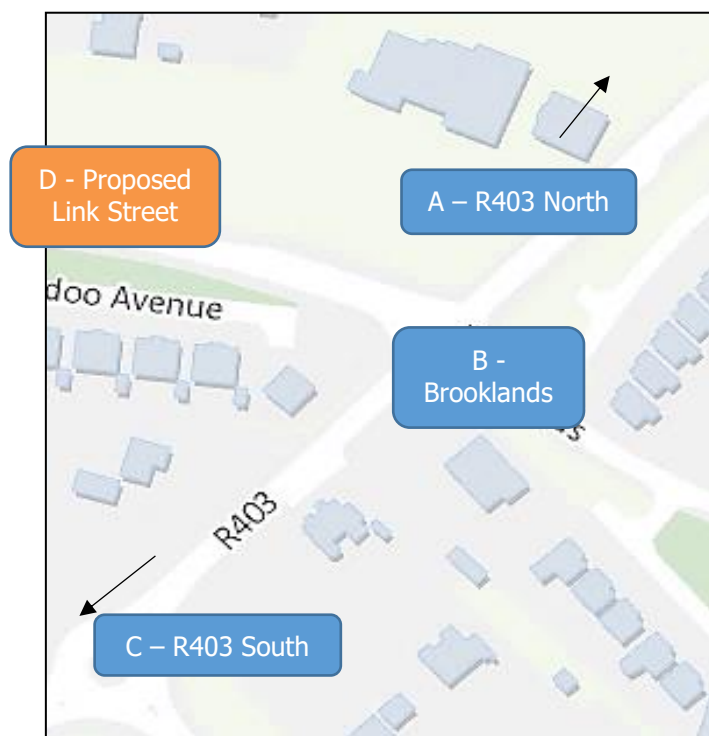 D - Proposed
Link Street
A – R403 North
doo Avenue
B -
Brooklands
R403
C – R403 South